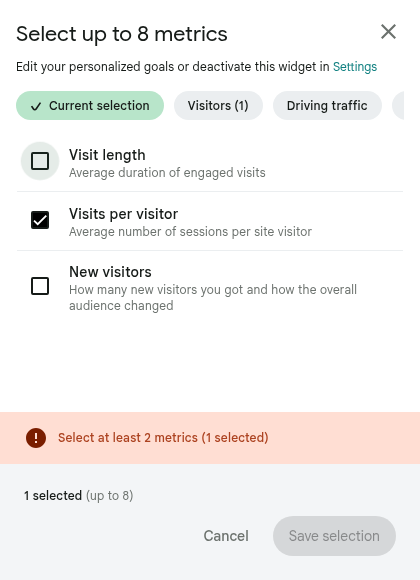 Select up to 8 metrics
Edit your personalized goals or deactivate this widget in Settings
Current selection
Visitors (1)
Driving traffic
Visit length
Average duration of engaged visits
Visits per visitor
Average number of sessions per site visitor
New visitors
How many new visitors you got and how the overall
audience changed
Select at least 2 metrics (1 selected)
1 selected (up to 8)
Cancel
Save selection